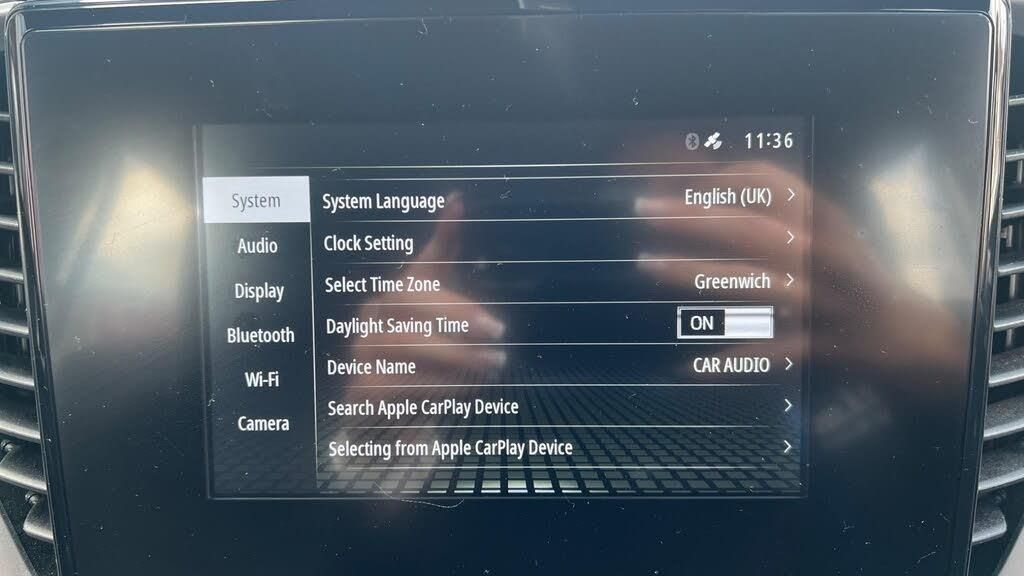 11:36
System
System Language English (UK)
Audio
Clock Setting
Display
Select Time Zone Greenwich
Bluetooth
Daylight Saving Time ON
Wi-Fi
Device Name CAR AUDIO
Camera
Search Apple CarPlay Device
Selecting from Apple CarPlay Device